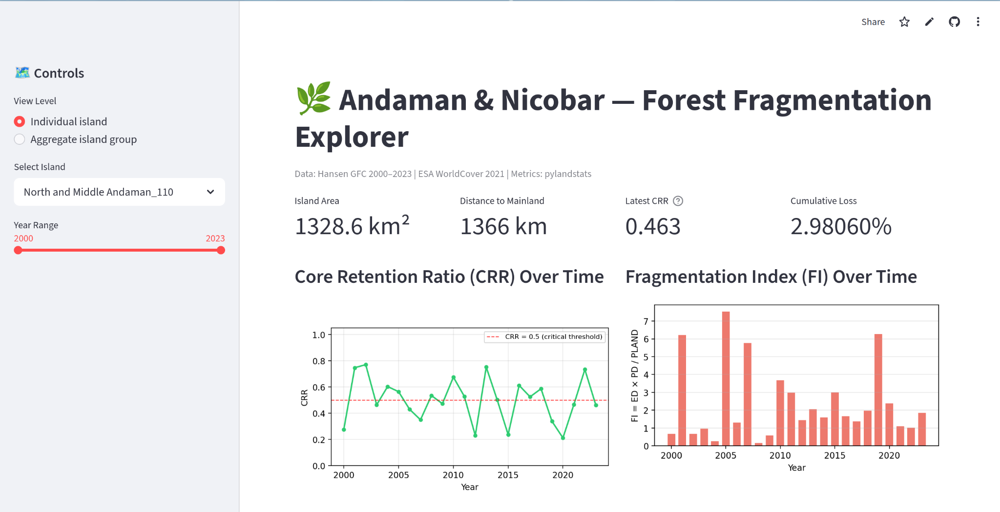 Share
Controls
View Level
Individual island
Aggregate island group
Select Island
North and Middle Andaman_110
Year Range
2000 2023
Andaman & Nicobar — Forest Fragmentation
Explorer
Data: Hansen GFC 2000–2023 | ESA WorldCover 2021 | Metrics: pylandstats
Island Area
1328.6 km²
Distance to Mainland
1366 km
Latest CRR
0.463
Cumulative Loss
2.98060%
Core Retention Ratio (CRR) Over Time
CRR = 0.5 (critical threshold)
CRR
1.0
0.8
0.6
0.4
0.2
0.0
2000 2005 2010 2015 2020
Year
Fragmentation Index (FI) Over Time
FI = ED × PD / PLAND
7
6
5
4
3
2
1
0
2000 2005 2010 2015 2020
Year